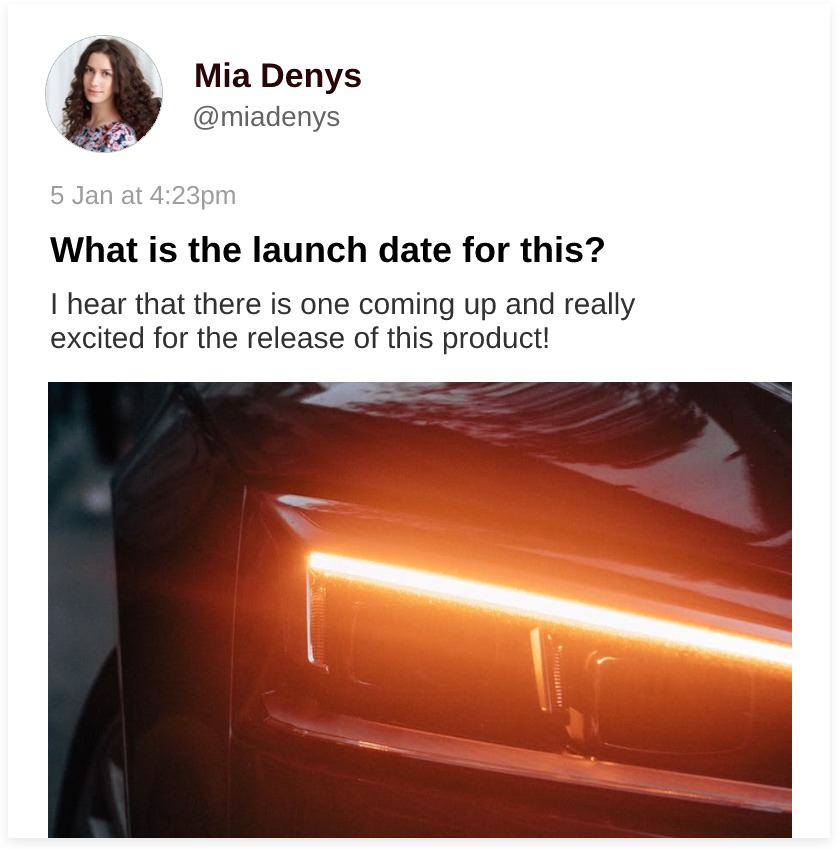 Mia Denys
@miadenys
5 Jan at 4:23pm
What is the launch date for this?
I hear that there is one coming up and really
excited for the release of this product!